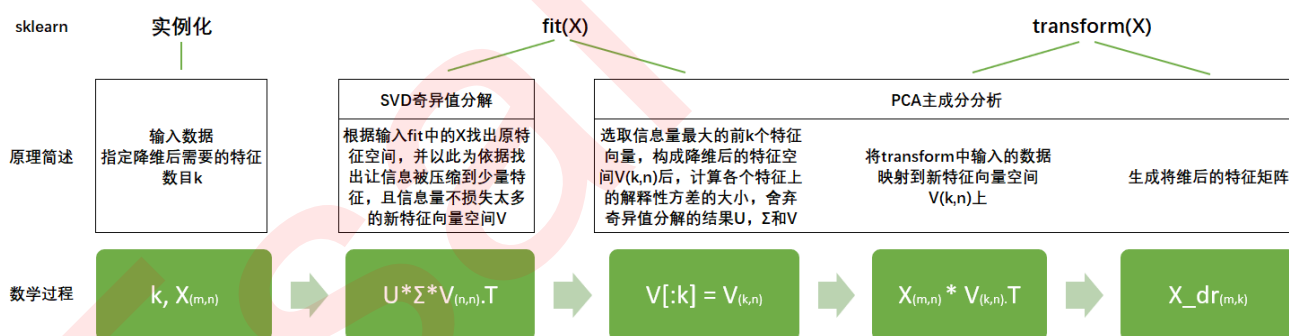 sklearn
实例化
fit(X)
transform(X)
原理简述
输入数据
指定降维后需要的特征
数目k
SVD奇异值分解
根据输入fit中的X找出原特
征空间，并以此为依据找
出让信息被压缩到少量特
征，且信息量不损失太多
的新特征向量空间V
PCA主成分分析
选取信息量最大的前k个特征
向量，构成降维后的特征空
间V(k,n)后，计算各个特征上
的解释性方差的大小，舍弃
奇异值分解的结果U，Σ和V
将transform中输入的数据
映射到新特征向量空间
V(k,n)上
生成将维后的特征矩阵
数学过程
k, X(m,n)
U*Σ*V(n,n).T
V[:k] = V(k,n)
X(m,n) * V(k,n).T
X_dr(m,k)